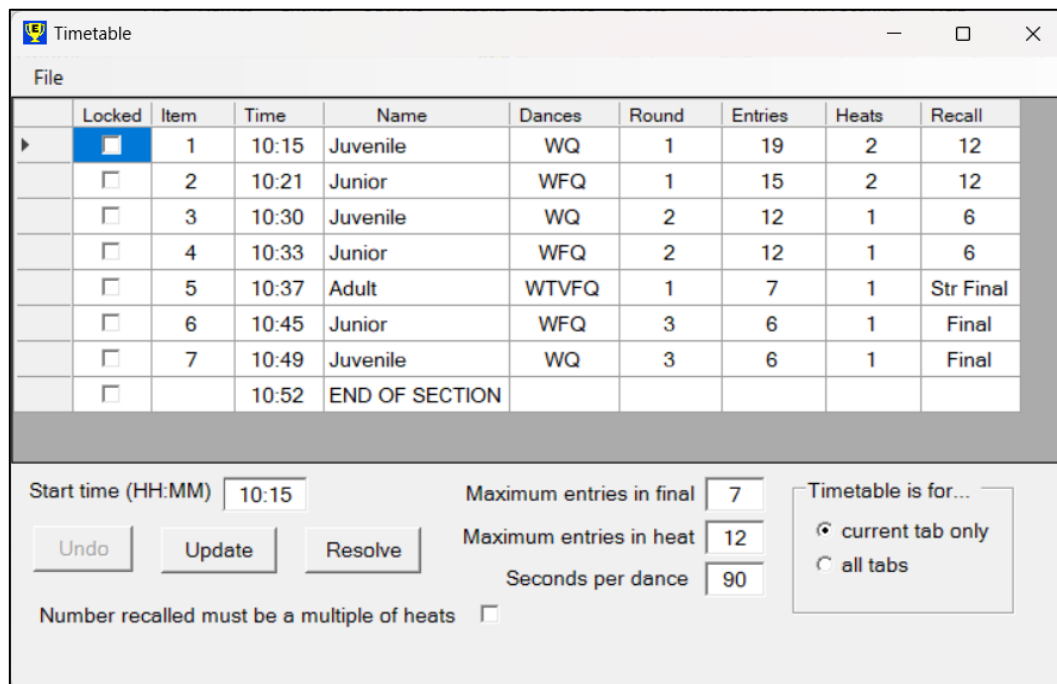 Timetable
File
Locked Item Time Name Dances Round Entries Heats Recall
1 10:15 Juvenile WQ 1 19 2 12
2 10:21 Junior WFQ 1 15 2 12
3 10:30 Juvenile WQ 2 12 1 6
4 10:33 Junior WFQ 2 12 1 6
5 10:37 Adult WTVFQ 1 7 1 Str Final
6 10:45 Junior WFQ 3 6 1 Final
7 10:49 Juvenile WQ 3 6 1 Final
10:52 END OF SECTION
Start time (HH:MM) 10:15
Undo Update Resolve
Number recalled must be a multiple of heats
Maximum entries in final 7
Maximum entries in heat 12
Seconds per dance 90
Timetable is for...
current tab only
all tabs